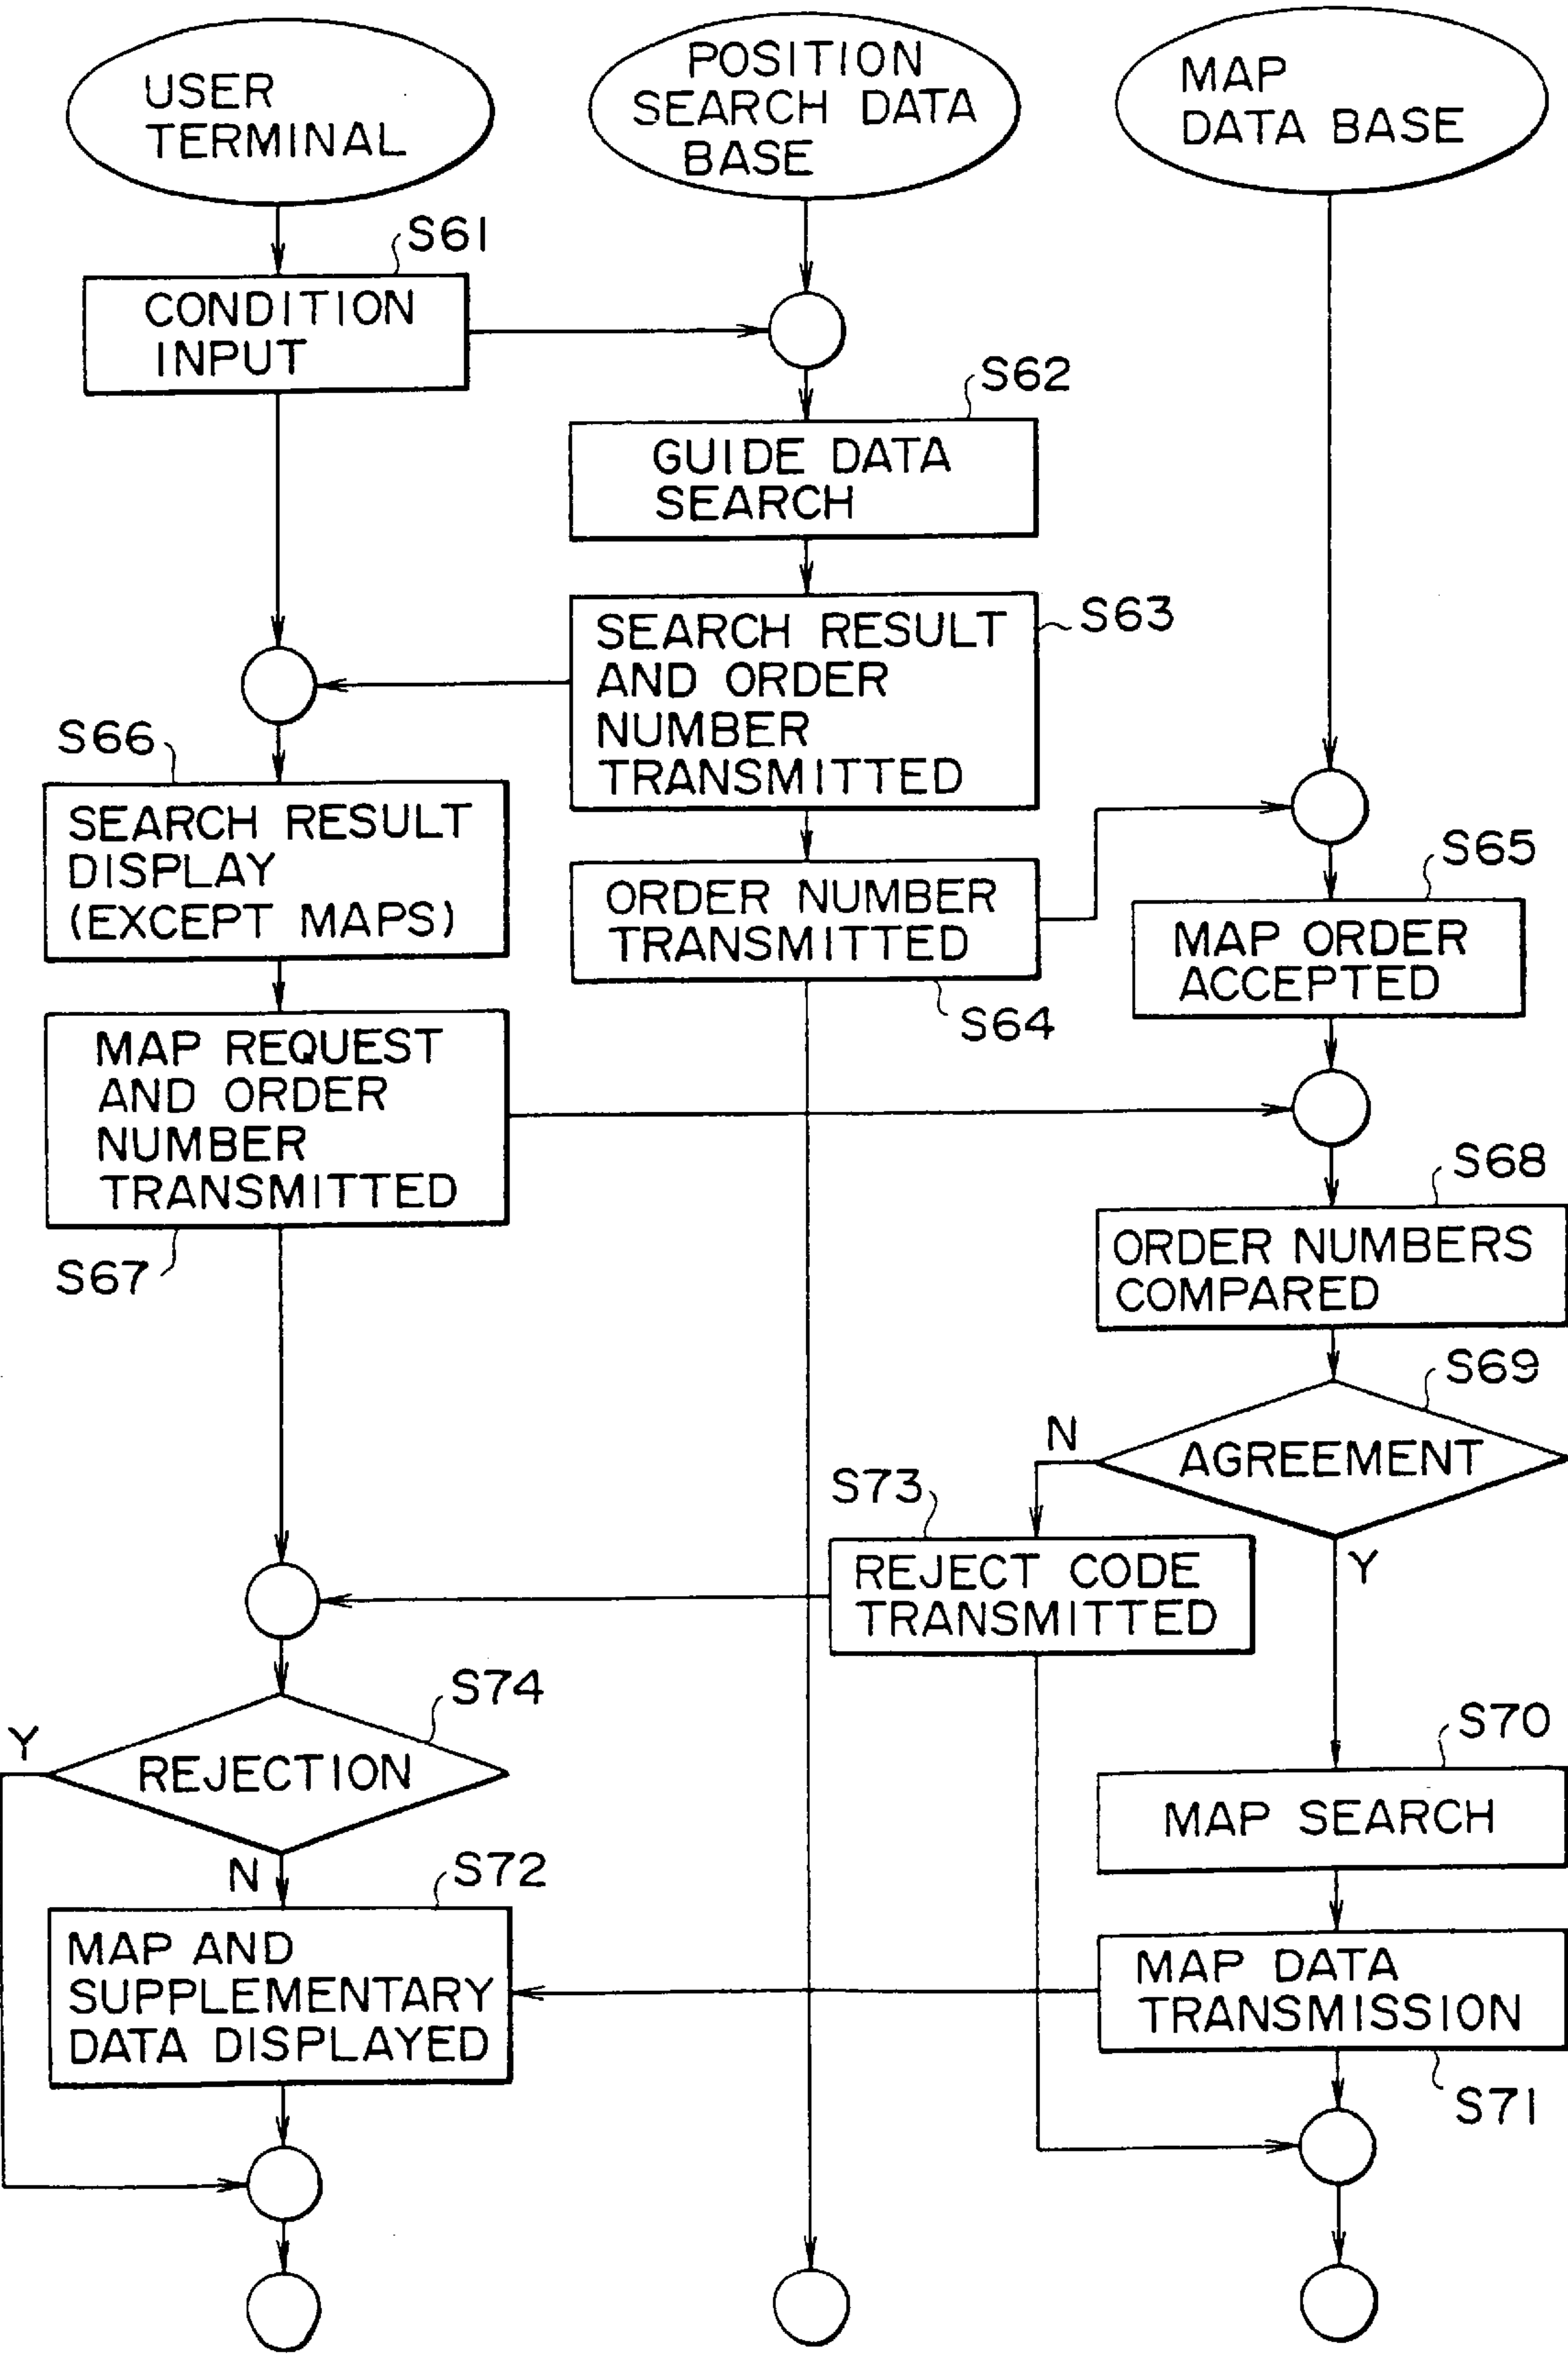 USER
TERMINAL
POSITION
SEARCH DATA
BASE
MAP
DATA BASE
S61
CONDITION
INPUT
S62
GUIDE DATA
SEARCH
S63
SEARCH RESULT
AND ORDER
NUMBER
TRANSMITTED
S66
SEARCH RESULT
DISPLAY
(EXCEPT MAPS)
ORDER NUMBER
TRANSMITTED
S64
S65
MAP ORDER
ACCEPTED
MAP REQUEST
AND ORDER
NUMBER
TRANSMITTED
S67
S68
ORDER NUMBERS
COMPARED
S69
AGREEMENT
N
Y
S73
REJECT CODE
TRANSMITTED
S74
REJECTION
Y
N
S70
MAP SEARCH
S72
MAP AND
SUPPLEMENTARY
DATA DISPLAYED
MAP DATA
TRANSMISSION
S71